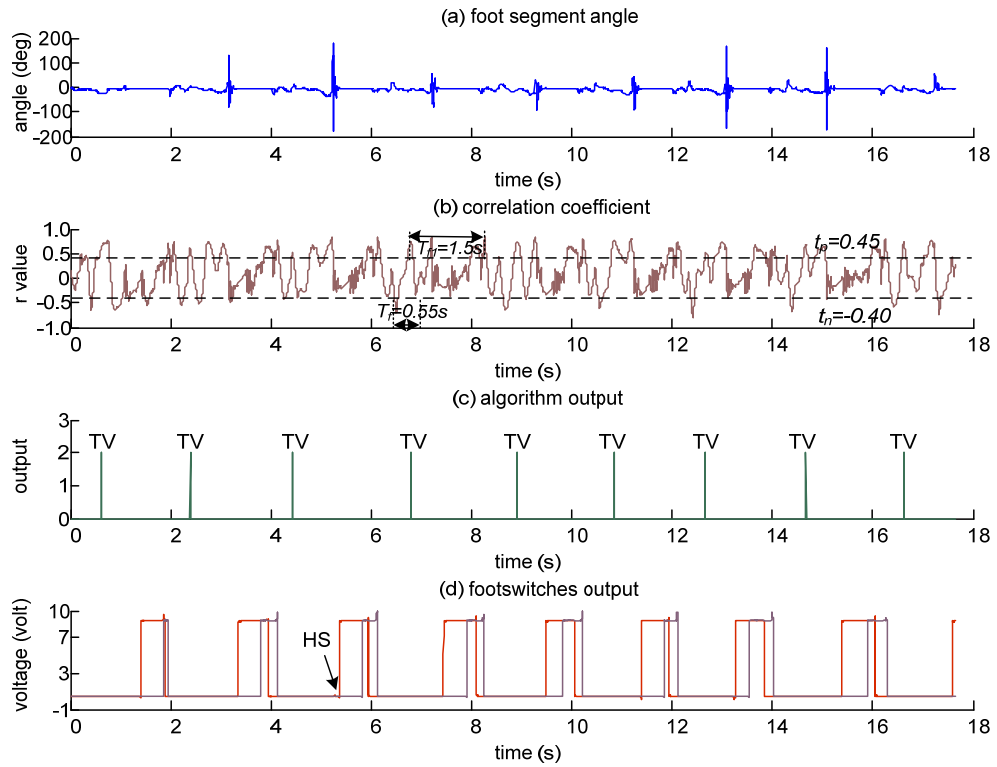 (a) foot segment angle
angle (deg)
200
100
0
-100
-200
0 2 4 6 8 10 12 14 16 18
time (s)
(b) correlation coefficient
r value
1.0
0.5
0
-0.5
-1.0
Tf1=1.5s
tp=0.45
Tf=0.55s
tn=-0.40
0 2 4 6 8 10 12 14 16 18
time (s)
(c) algorithm output
output
3
2
1
0
TV TV TV TV TV TV TV TV TV
0 2 4 6 8 10 12 14 16 18
time (s)
(d) footswitches output
voltage (volt)
10
7
3
-1
HS
0 2 4 6 8 10 12 14 16 18
time (s)